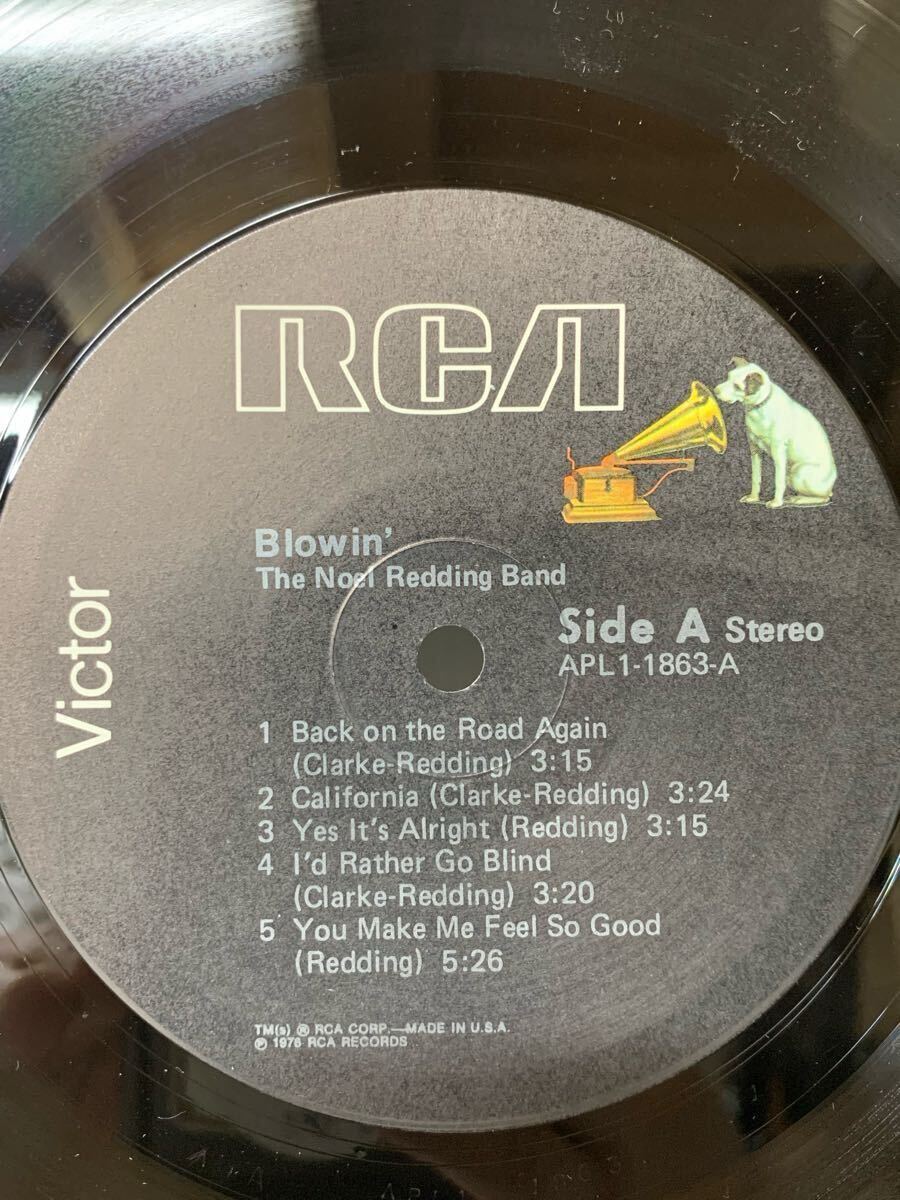 RCA
Victor
Blowin'
The Noel Redding Band
Side A Stereo
APL1-1863-A
1 Back on the Road Again
(Clarke-Redding) 3:15
2 California (Clarke-Redding) 3:24
3 Yes It's Alright (Redding) 3:15
4 I'd Rather Go Blind
(Clarke-Redding) 3:20
5 You Make Me Feel So Good
(Redding) 5:26
TM(s) ® RCA CORP.—MADE IN U.S.A.
℗ 1976 RCA RECORDS